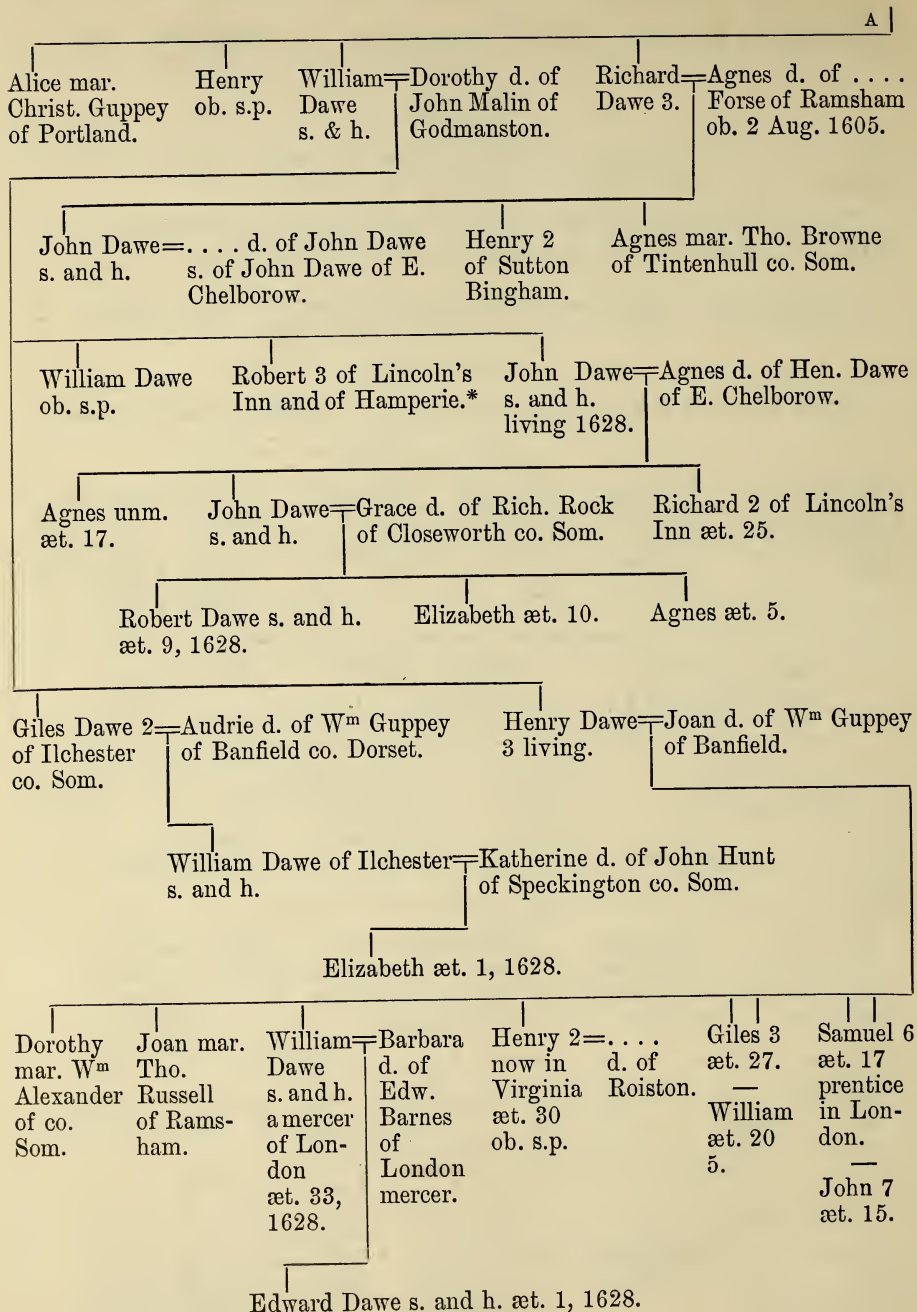 A
Alice mar.
Christ. Guppey
of Portland.
Henry
ob. s.p.
William=Dorothy d. of
Dawe John Malin of
s. & h. Godmanston.
Richard=Agnes d. of ....
Dawe 3. Forse of Ramsham
ob. 2 Aug. 1605.
John Dawe=.... d. of John Dawe
s. and h. s. of John Dawe of E.
Chelborow.
Henry 2
of Sutton
Bingham.
Agnes mar. Tho. Browne
of Tintenhull co. Som.
William Dawe
ob. s.p.
Robert 3 of Lincoln's
Inn and of Hamperie.*
John Dawe=Agnes d. of Hen. Dawe
s. and h. of E. Chelborow.
living 1628.
Agnes unm.
æt. 17.
John Dawe=Grace d. of Rich. Rock
s. and h. of Closeworth co. Som.
Richard 2 of Lincoln's
Inn æt. 25.
Robert Dawe s. and h.
æt. 9, 1628.
Elizabeth æt. 10.
Agnes æt. 5.
Giles Dawe 2=Audrie d. of Wm Guppey
of Ilchester of Banfield co. Dorset.
co. Som.
Henry Dawe=Joan d. of Wm Guppey
3 living. of Banfield.
William Dawe of Ilchester=Katherine d. of John Hunt
s. and h. of Speckington co. Som.
Elizabeth æt. 1, 1628.
Dorothy
mar. Wm
Alexander
of co.
Som.
Joan mar.
Tho.
Russell
of Rams-
ham.
William=Barbara
Dawe d. of
s. and h. Edw.
a mercer Barnes
of Lon- of
don London
æt. 33, mercer.
1628.
Henry 2=....
now in d. of
Virginia Roiston.
æt. 30
ob. s.p.
Giles 3
æt. 27.
—
William
æt. 20
5.
Samuel 6
æt. 17
prentice
in Lon-
don.
—
John 7
æt. 15.
Edward Dawe s. and h. æt. 1, 1628.